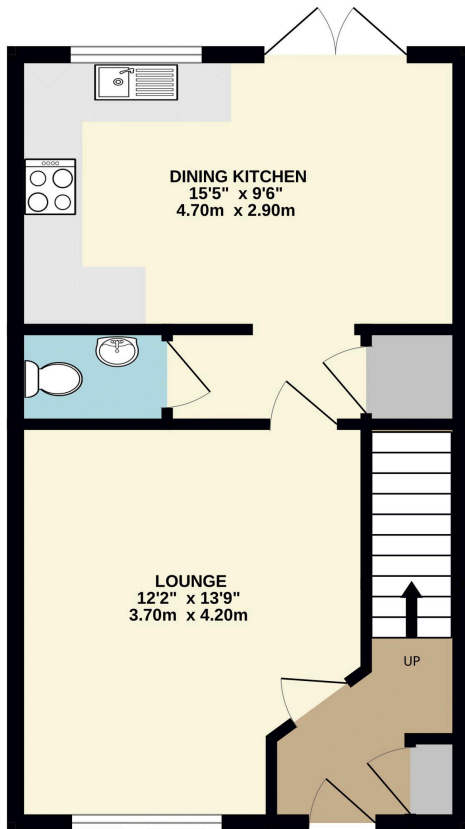 DINING KITCHEN
15'5" x 9'6"
4.70m x 2.90m
LOUNGE
12'2" x 13'9"
3.70m x 4.20m
UP